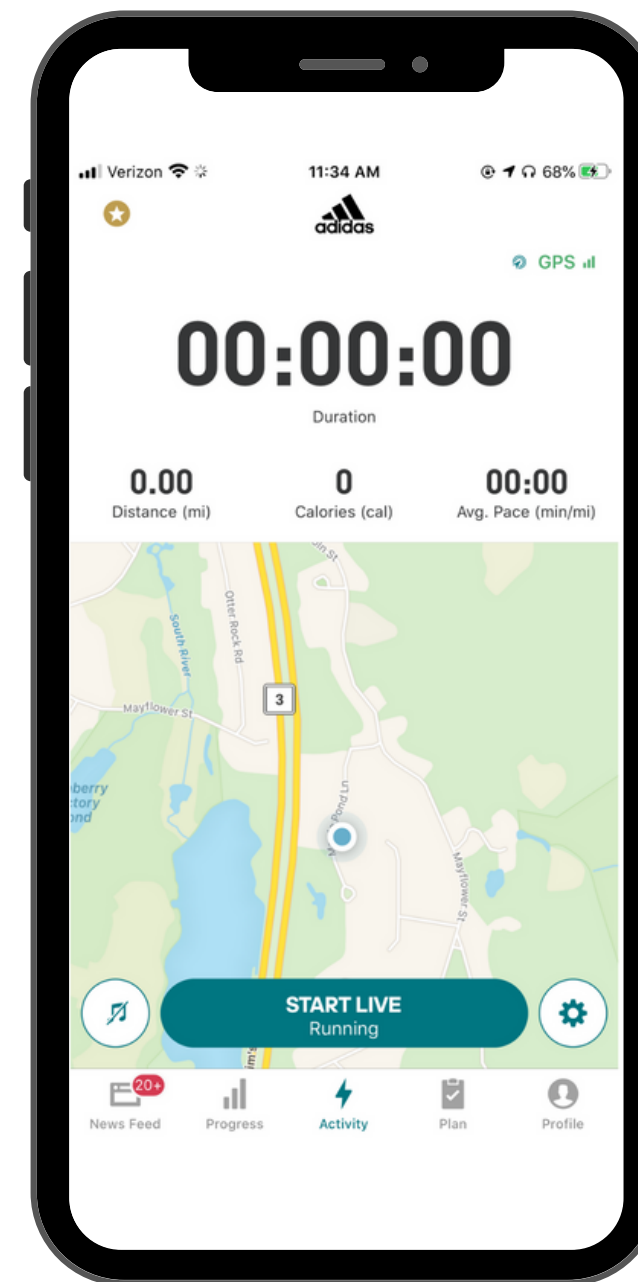 Verizon
11:34 AM
68%
adidas
GPS
00:00:00
Duration
0.00
Distance (mi)
0
Calories (cal)
00:00
Avg. Pace (min/mi)
Otter Rock Rd
South River
Mayflower St
3
Pond Ln
Mayflower St
START LIVE
Running
20+
News Feed
Progress
Activity
Plan
Profile